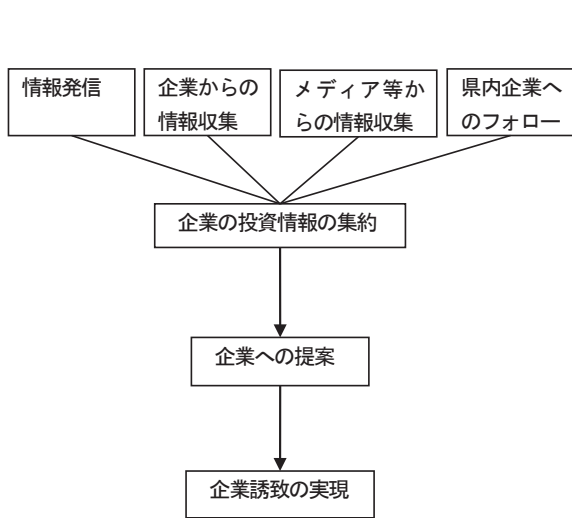 情報発信
企業からの
情報収集
メディア等か
らの情報収集
県内企業へ
のフォロー
企業の投資情報の集約
企業への提案
企業誘致の実現